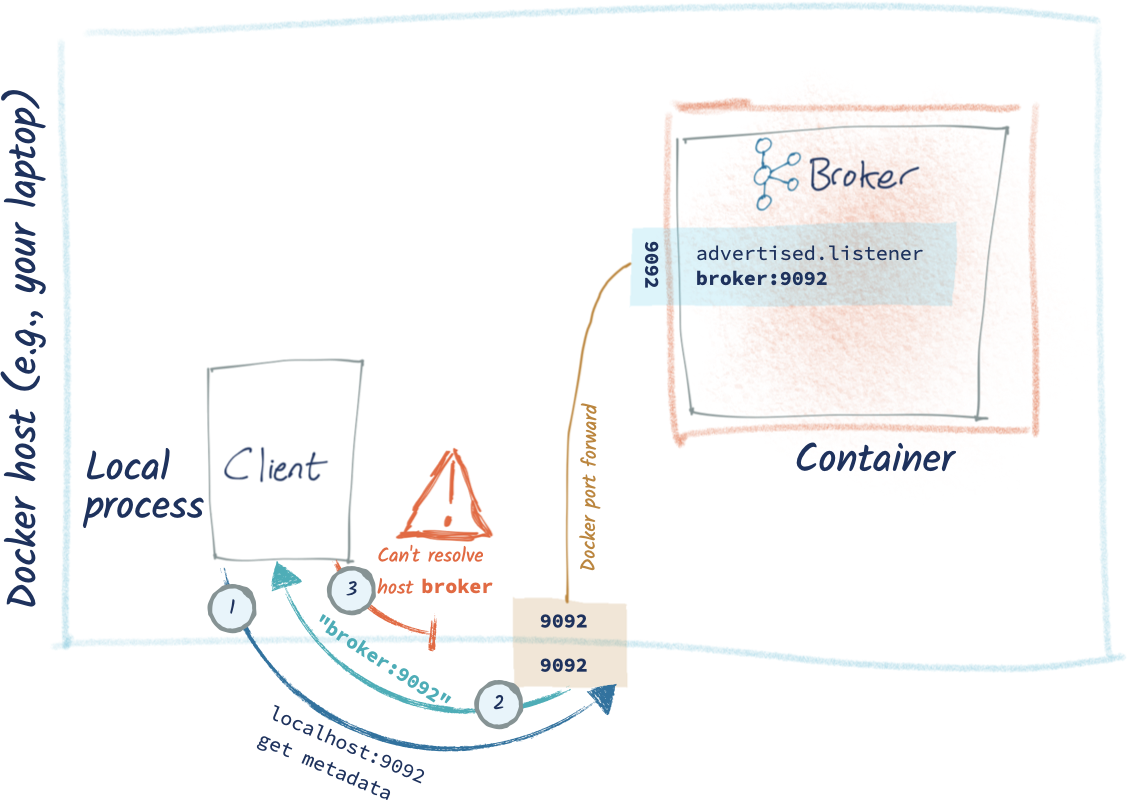 Docker host (e.g., your laptop)
Broker
9092
advertised.listener
broker:9092
Container
Local
process
Client
Docker port forward
Can't resolve
host broker
1
3
"broker:9092"
2
9092
9092
localhost:9092
get metadata